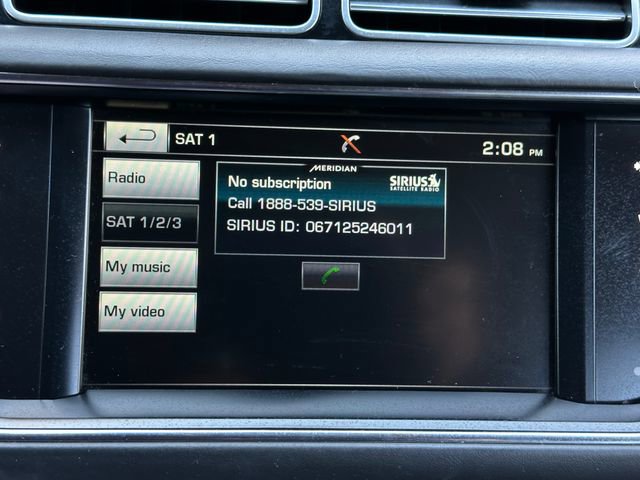 SAT 1
2:08 PM
Radio
MERIDIAN
No subscription
SIRIUS
SATELLITE RADIO
Call 1888-539-SIRIUS
SAT 1/2/3
SIRIUS ID: 067125246011
My music
My video